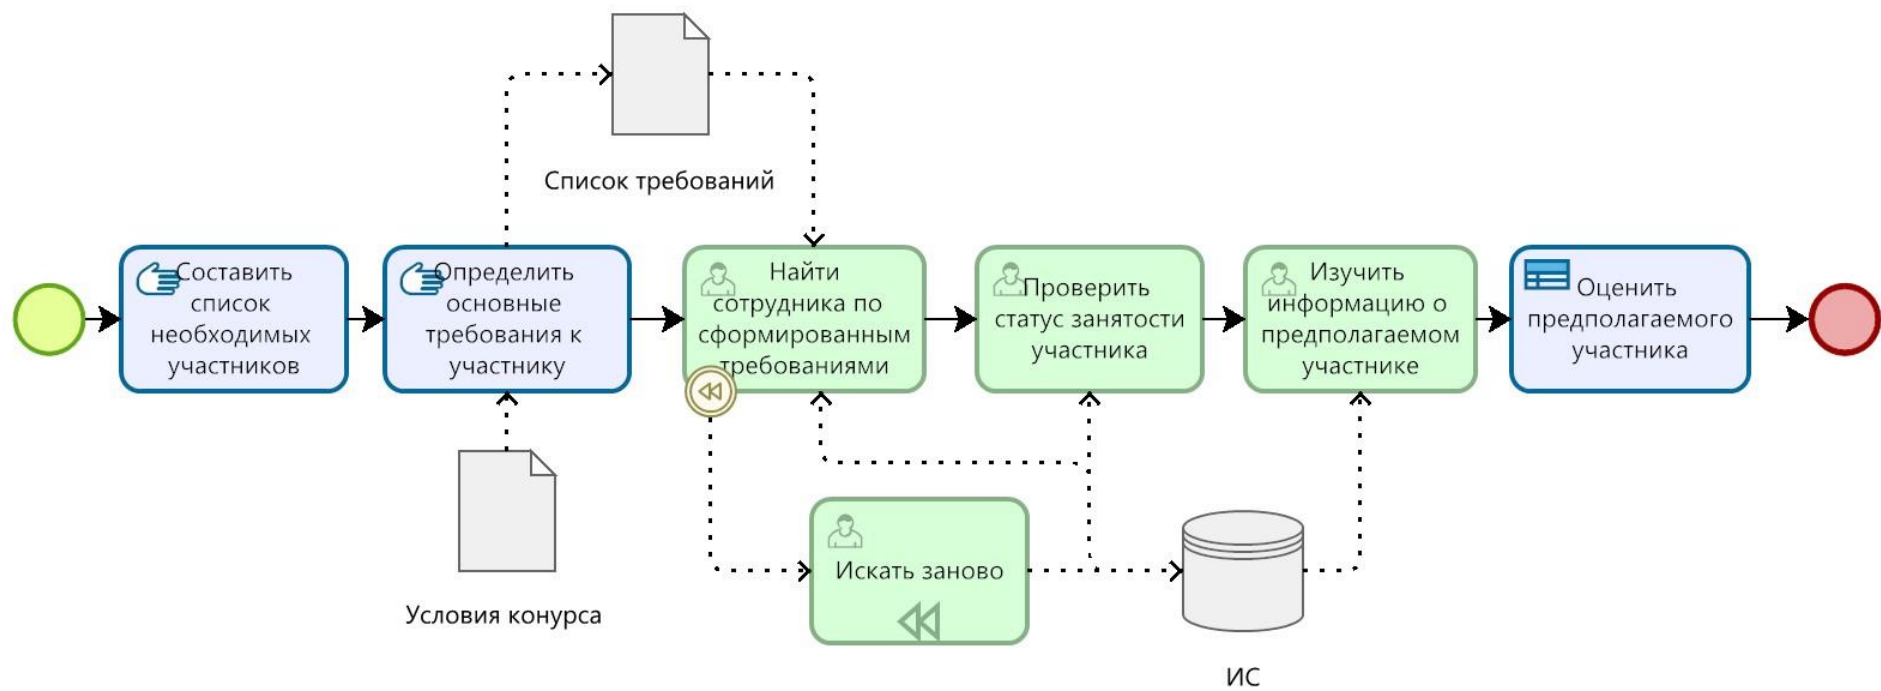 Список требований
Составить
список
необходимых
участников
Определить
основные
требования к
участнику
Найти
сотрудника по
сформированным
требованиями
Проверить
статус занятости
участника
Изучить
информацию о
предполагаемом
участнике
Оценить
предполагаемого
участника
Искать заново
Условия конурса
ИС